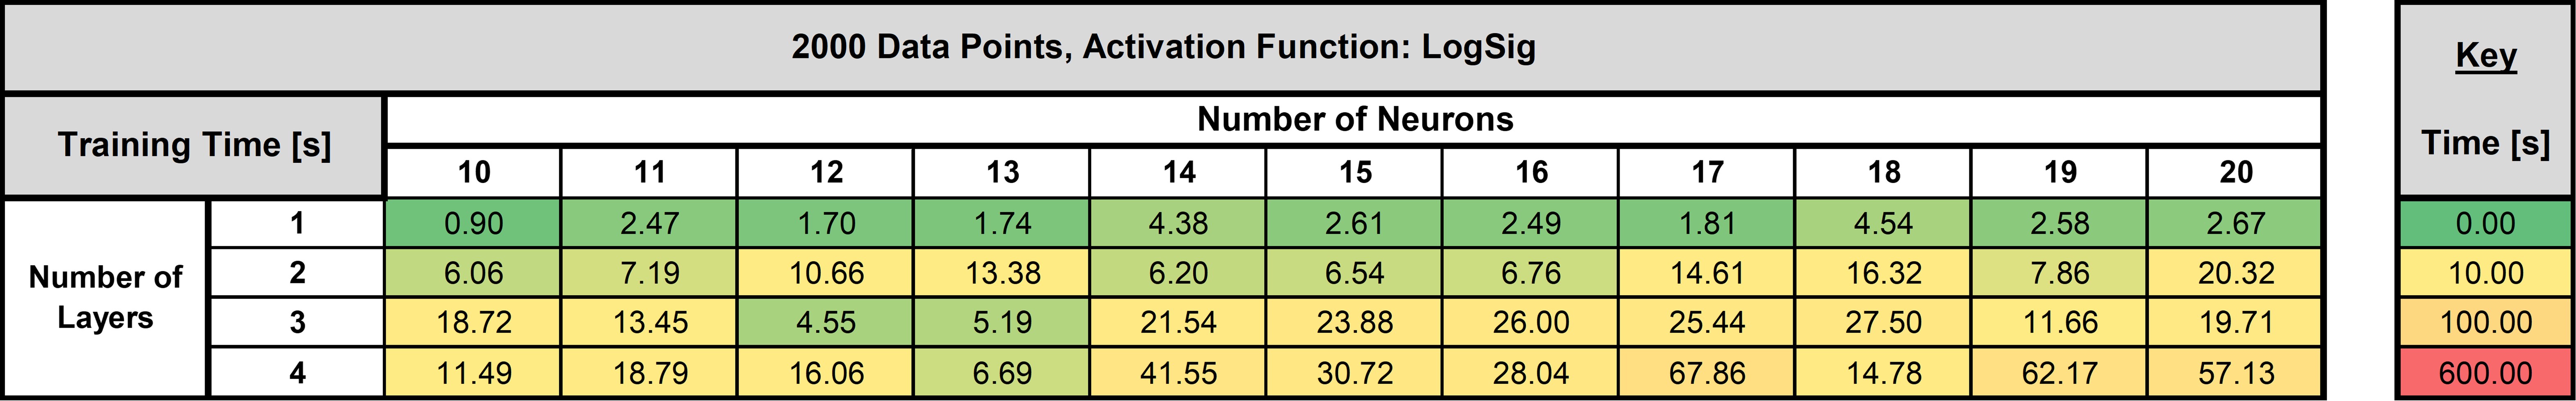 2000 Data Points, Activation Function: LogSig
Key
Time [s]
Training Time [s]
Number of Neurons
10 11 12 13 14 15 16 17 18 19 20
Number of
Layers
1 0.90 2.47 1.70 1.74 4.38 2.61 2.49 1.81 4.54 2.58 2.67 0.00
2 6.06 7.19 10.66 13.38 6.20 6.54 6.76 14.61 16.32 7.86 20.32 10.00
3 18.72 13.45 4.55 5.19 21.54 23.88 26.00 25.44 27.50 11.66 19.71 100.00
4 11.49 18.79 16.06 6.69 41.55 30.72 28.04 67.86 14.78 62.17 57.13 600.00